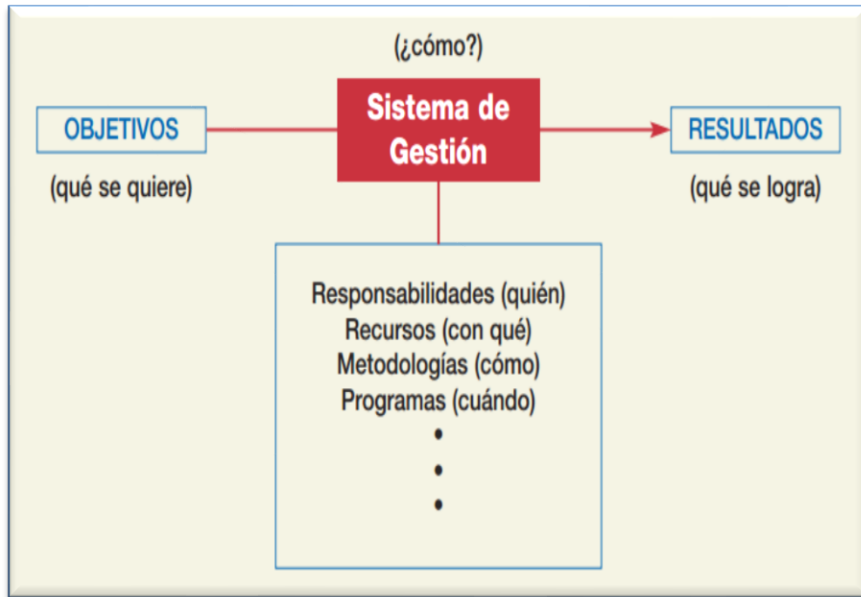 (¿cómo?)
Sistema de
Gestión
OBJETIVOS
RESULTADOS
(qué se quiere)
(qué se logra)
Responsabilidades (quién)
Recursos (con qué)
Metodologías (cómo)
Programas (cuándo)
•
•
•